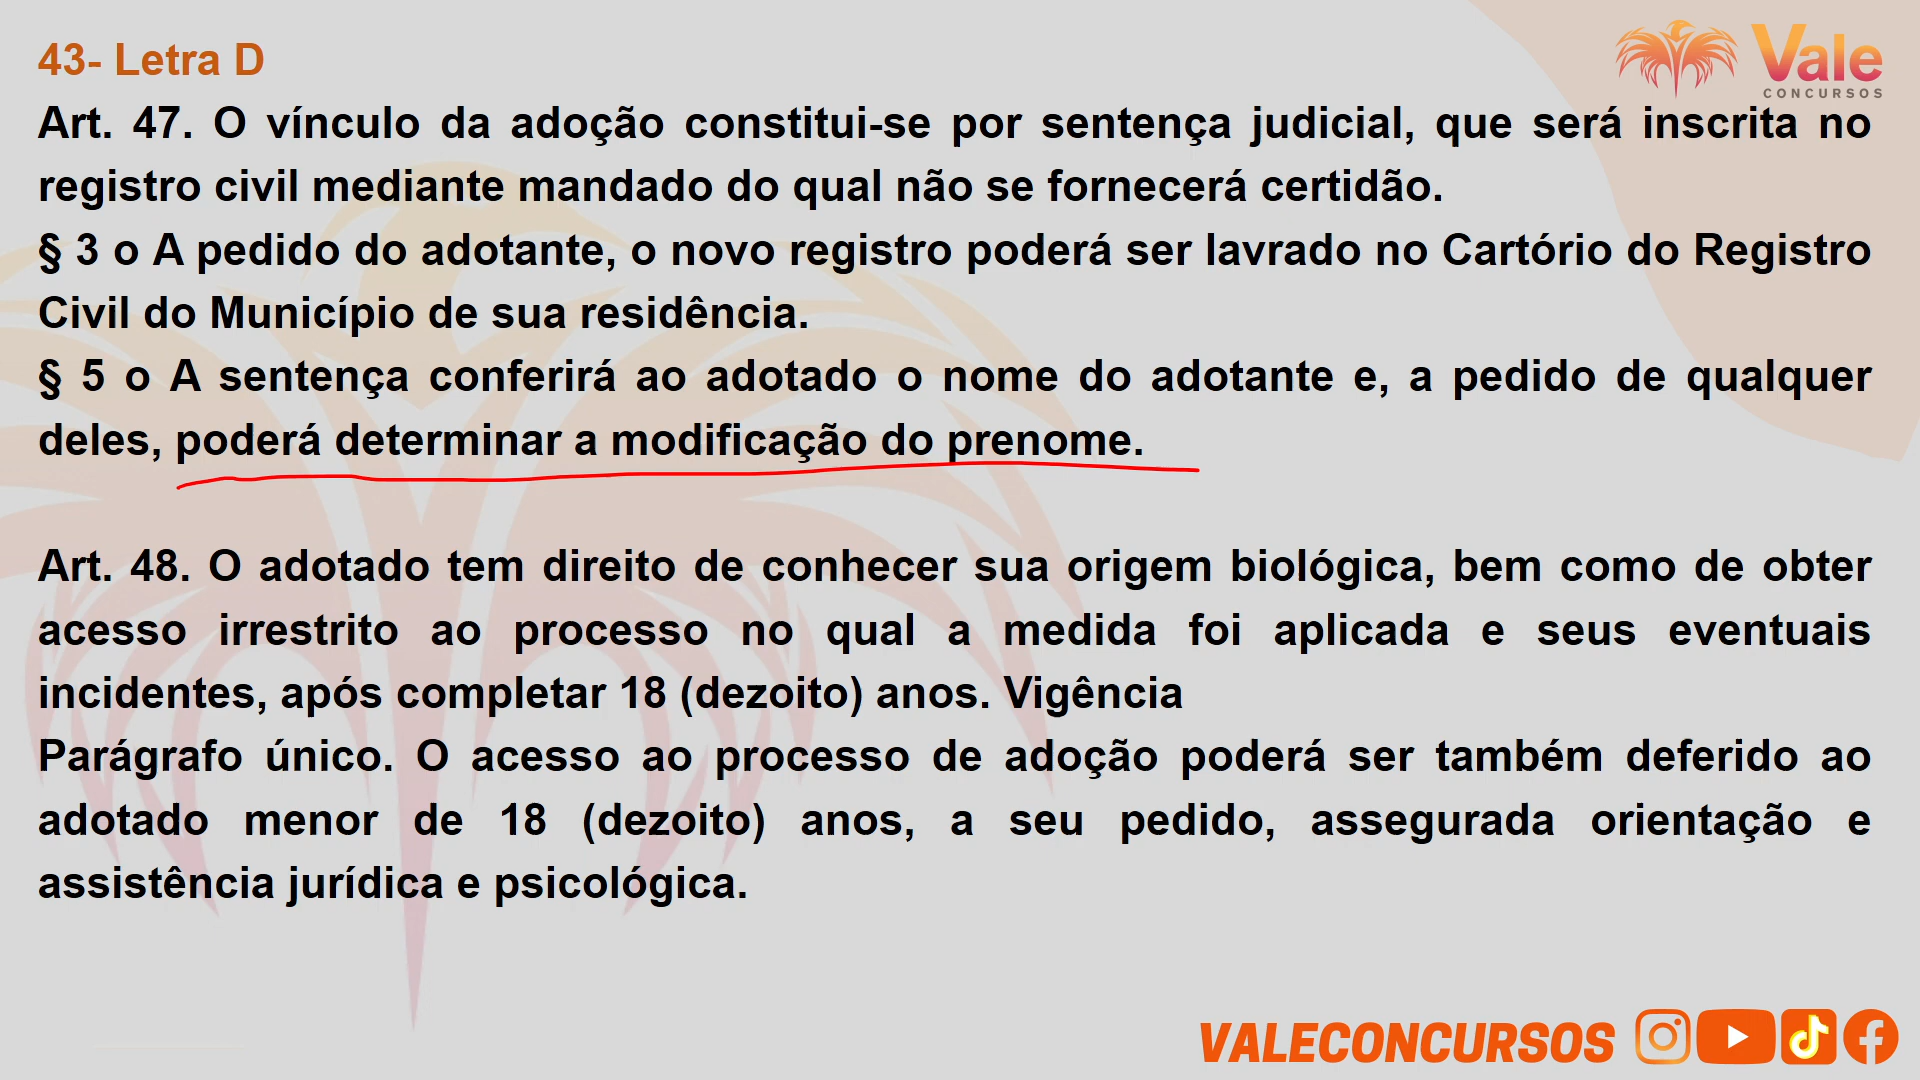 43- Letra D
Vale
CONCURSOS
Art. 47. O vínculo da adoção constitui-se por sentença judicial, que será inscrita no
registro civil mediante mandado do qual não se fornecerá certidão.
§ 3 o A pedido do adotante, o novo registro poderá ser lavrado no Cartório do Registro
Civil do Município de sua residência.
§ 5 o A sentença conferirá ao adotado o nome do adotante e, a pedido de qualquer
deles, poderá determinar a modificação do prenome.
Art. 48. O adotado tem direito de conhecer sua origem biológica, bem como de obter
acesso irrestrito ao processo no qual a medida foi aplicada e seus eventuais
incidentes, após completar 18 (dezoito) anos. Vigência
Parágrafo único. O acesso ao processo de adoção poderá ser também deferido ao
adotado menor de 18 (dezoito) anos, a seu pedido, assegurada orientação e
assistência jurídica e psicológica.
VALECONCURSOS